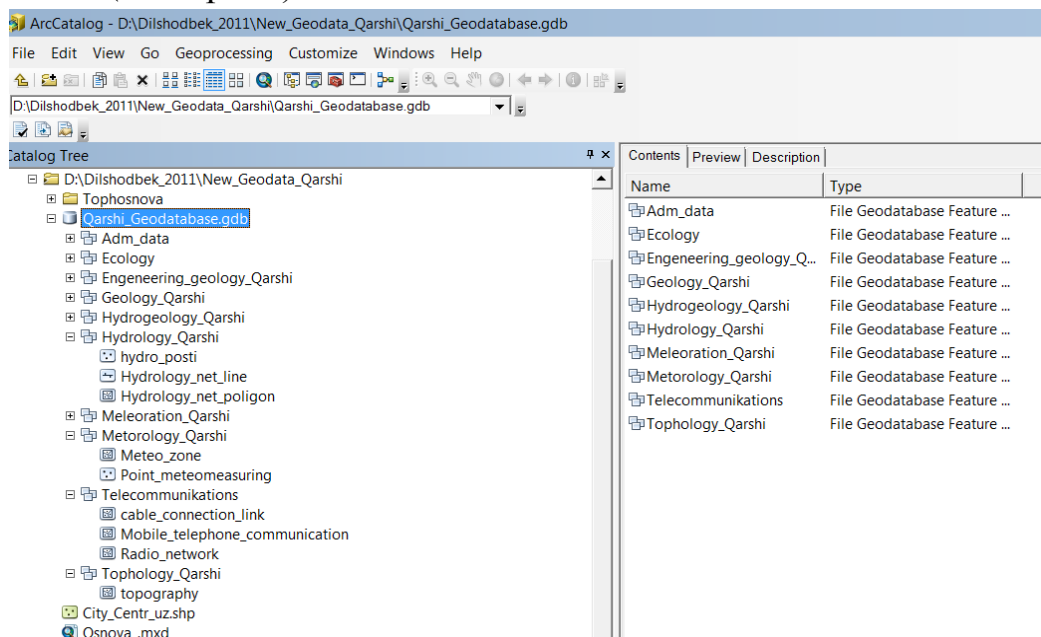 ArcCatalog - D:\Dilshodbek_2011\New_Geodata_Qarshi\Qarshi_Geodatabase.gdb
File Edit View Go Geoprocessing Customize Windows Help
D:\Dilshodbek_2011\New_Geodata_Qarshi\Qarshi_Geodatabase.gdb
Catalog Tree
D:\Dilshodbek_2011\New_Geodata_Qarshi
Tophosnova
Qarshi_Geodatabase.gdb
Adm_data
Ecology
Engeneering_geology_Qarshi
Geology_Qarshi
Hydrogeology_Qarshi
Hydrology_Qarshi
hydro_posti
Hydrology_net_line
Hydrology_net_poligon
Meleoration_Qarshi
Metorology_Qarshi
Meteo_zone
Point_meteomeasuring
Telecommunikations
cable_connection_link
Mobile_telephone_communication
Radio_network
Tophology_Qarshi
topography
City_Centr_uz.shp
Osnova_.mxd
Contents Preview Description
Name Type
Adm_data File Geodatabase Feature ...
Ecology File Geodatabase Feature ...
Engeneering_geology_Q... File Geodatabase Feature ...
Geology_Qarshi File Geodatabase Feature ...
Hydrogeology_Qarshi File Geodatabase Feature ...
Hydrology_Qarshi File Geodatabase Feature ...
Meleoration_Qarshi File Geodatabase Feature ...
Metorology_Qarshi File Geodatabase Feature ...
Telecommunikations File Geodatabase Feature ...
Tophology_Qarshi File Geodatabase Feature ...